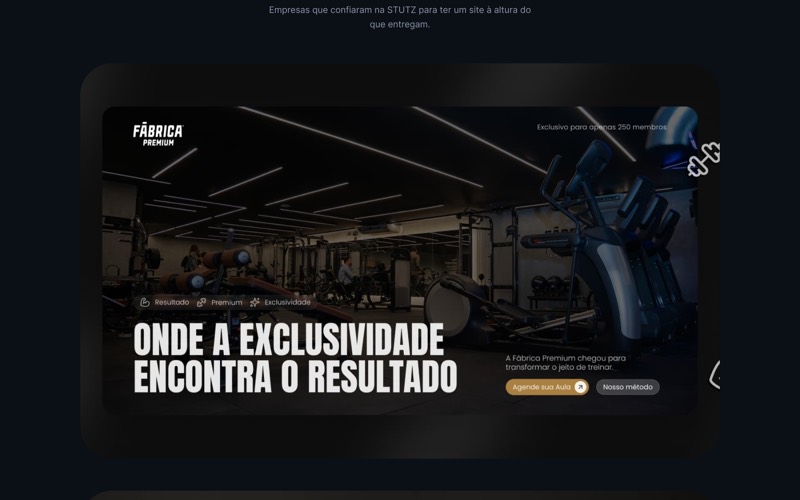 Empresas que confiaram na STUTZ para ter um site à altura do
que entregam.
FÁBRICA
PREMIUM
Exclusivo para apenas 250 membros
Resultado Premium Exclusividade
ONDE A EXCLUSIVIDADE
ENCONTRA O RESULTADO
A Fábrica Premium chegou para
transformar o jeito de treinar.
Agende sua Aula Nosso método